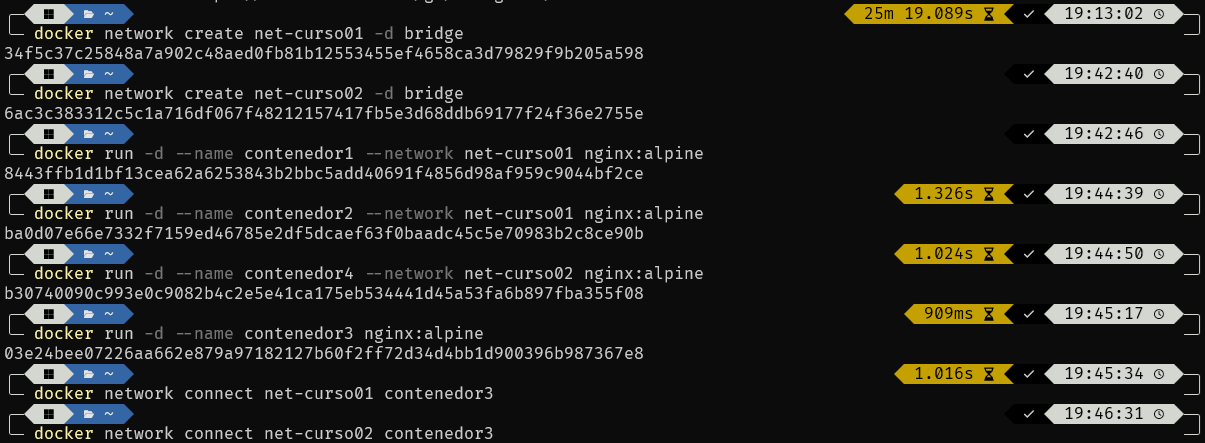 25m 19.089s 19:13:02
~
docker network create net-curso01 -d bridge
34f5c37c25848a7a902c48aed0fb81b12553455ef4658ca3d79829f9b205a598
~ 19:42:40
docker network create net-curso02 -d bridge
6ac3c383312c5c1a716df067f48212157417fb5e3d68ddb69177f24f36e2755e
~ 19:42:46
docker run -d --name contenedor1 --network net-curso01 nginx:alpine
8443ffb1d1bf13cea62a6253843b2bbc5add40691f4856d98af959c9044bf2ce
~ 1.326s 19:44:39
docker run -d --name contenedor2 --network net-curso01 nginx:alpine
ba0d07e66e7332f7159ed46785e2df5dcaef63f0baadc45c5e70983b2c8ce90b
~ 1.024s 19:44:50
docker run -d --name contenedor4 --network net-curso02 nginx:alpine
b30740090c993e0c9082b4c2e5e41ca175eb534441d45a53fa6b897fba355f08
~ 909ms 19:45:17
docker run -d --name contenedor3 nginx:alpine
03e24bee07226aa662e879a97182127b60f2ff72d34d4bb1d900396b987367e8
~ 1.016s 19:45:34
docker network connect net-curso01 contenedor3
~ 19:46:31
docker network connect net-curso02 contenedor3